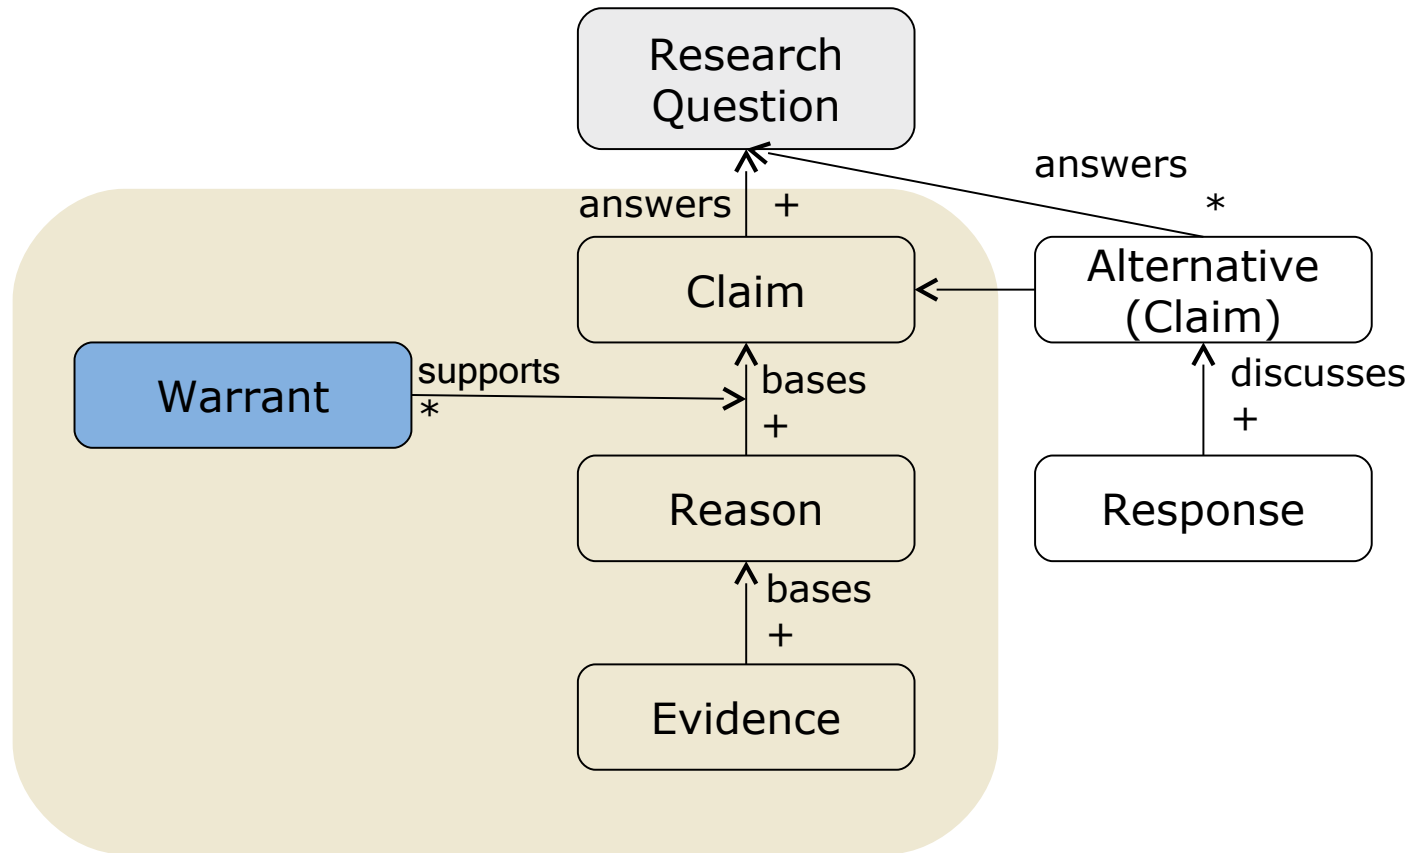 Research
Question
answers
*
answers +
Claim
Alternative
(Claim)
Warrant
supports
*
bases
+
discusses
+
Reason
Response
bases
+
Evidence